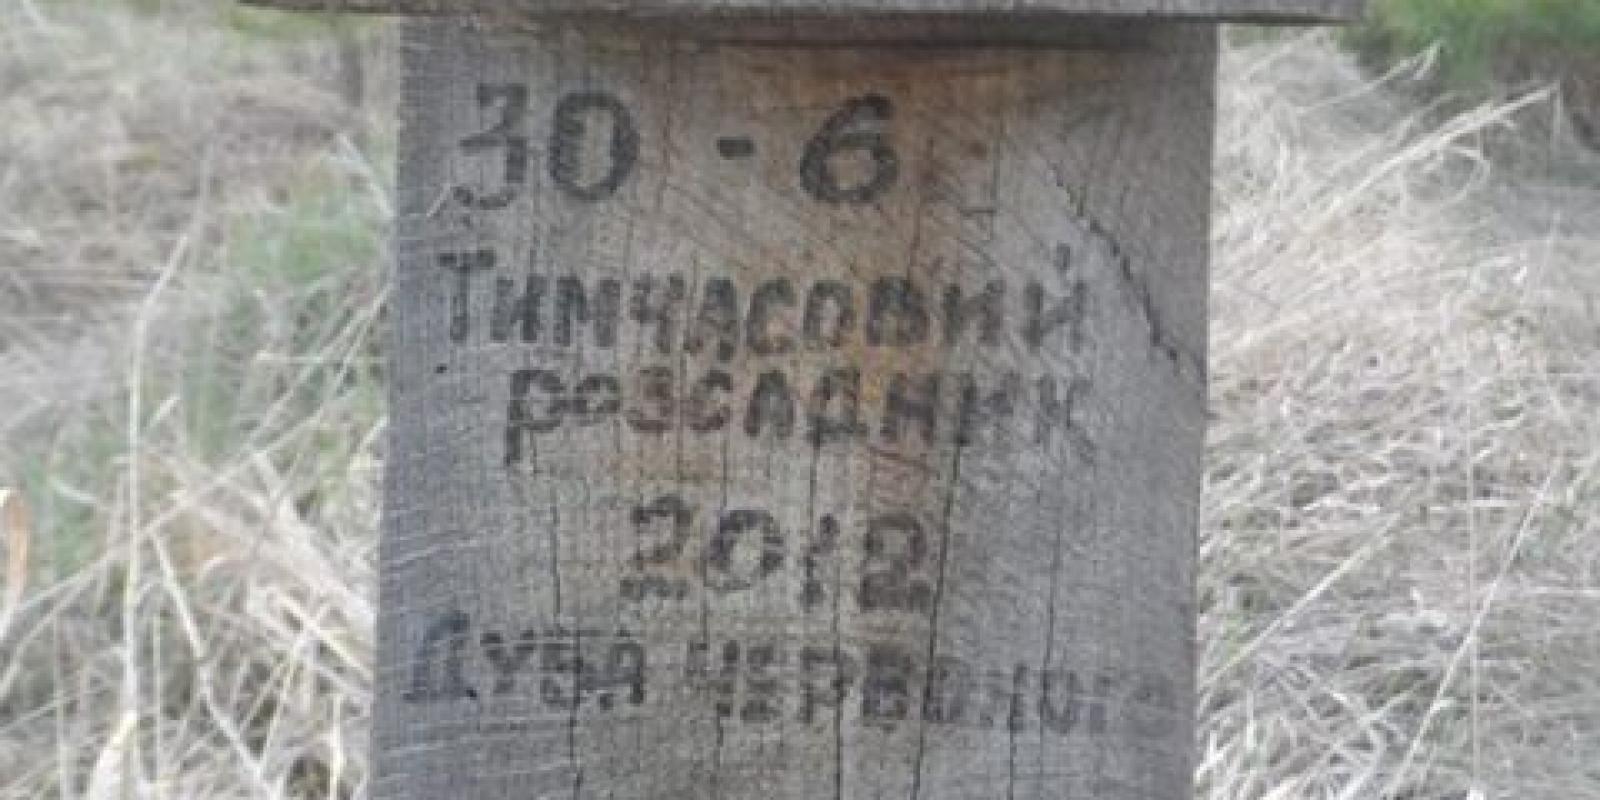 30 - 6
Тимчасовий
розсадник
2012
Дуба червоного